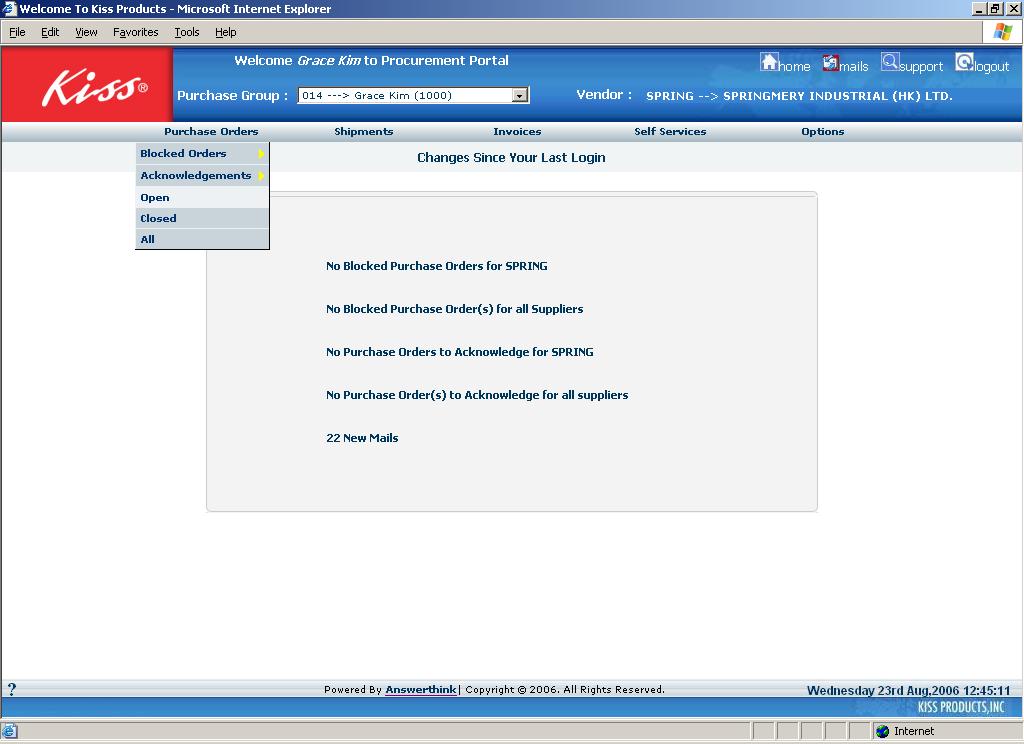 Welcome To Kiss Products - Microsoft Internet Explorer
File Edit View Favorites Tools Help
Kiss®
Welcome Grace Kim to Procurement Portal
home mails support logout
Purchase Group : 014 ---> Grace Kim (1000) Vendor : SPRING --> SPRINGMERY INDUSTRIAL (HK) LTD.
Purchase Orders Shipments Invoices Self Services Options
Blocked Orders
Acknowledgements
Open
Closed
All
Changes Since Your Last Login
No Blocked Purchase Orders for SPRING
No Blocked Purchase Order(s) for all Suppliers
No Purchase Orders to Acknowledge for SPRING
No Purchase Order(s) to Acknowledge for all suppliers
22 New Mails
? Powered By Answerthink| Copyright © 2006. All Rights Reserved. Wednesday 23rd Aug,2006 12:45:11
KISS PRODUCTS,INC
Internet